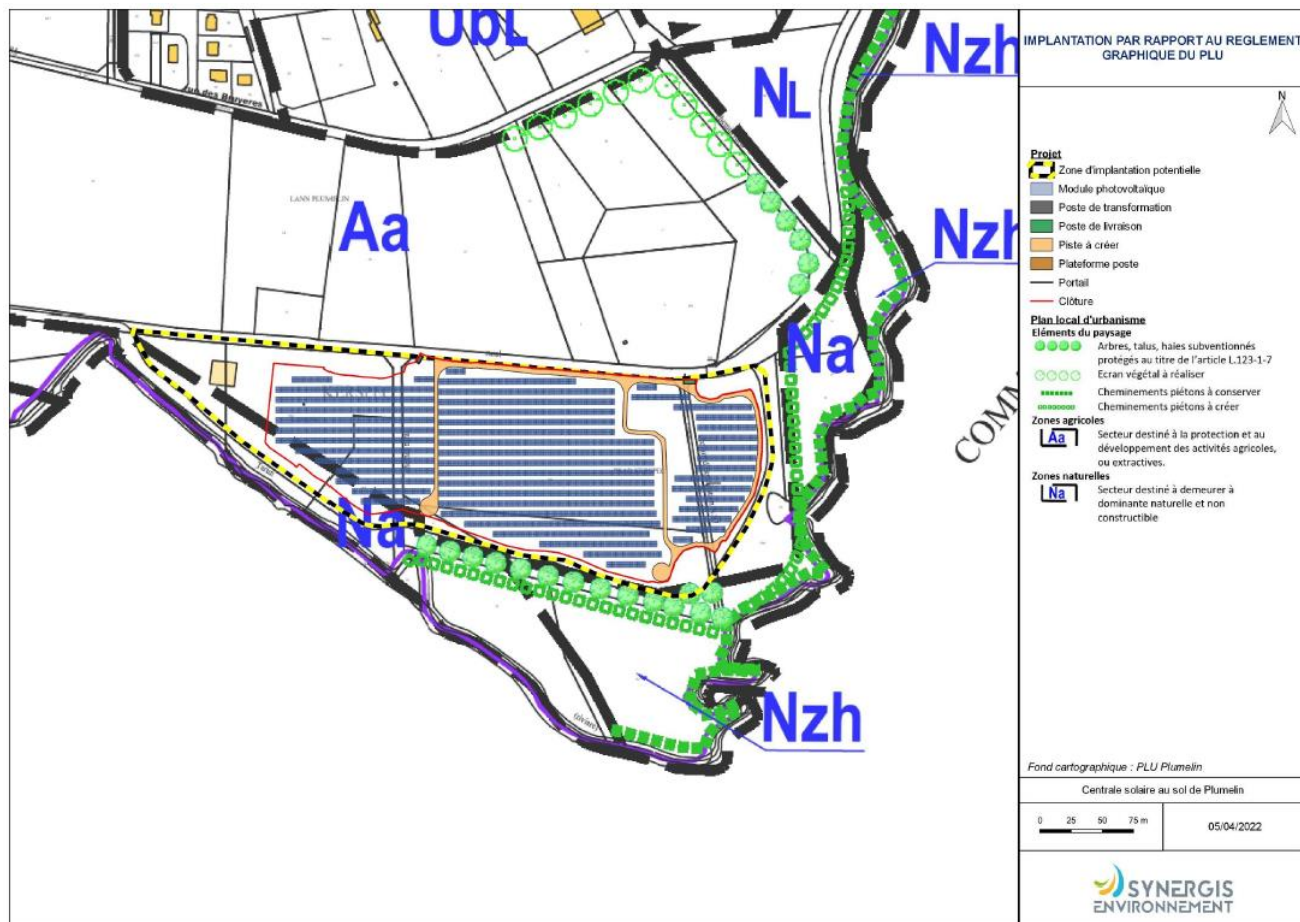 UbL
Nzh
NL
rue des Bruyeres
LANN PLUMELIN
Aa
Nzh
Na
COMM
Na
Nzh
IMPLANTATION PAR RAPPORT AU REGLEMENT
GRAPHIQUE DU PLU
N
Projet
Zone d'implantation potentielle
Module photovoltaïque
Poste de transformation
Poste de livraison
Piste à créer
Plateforme poste
Portail
Clôture
Plan local d'urbanisme
Eléments du paysage
Arbres, talus, haies subventionnés
protégés au titre de l'article L.123-1-7
Ecran végétal à réaliser
Cheminements piétons à conserver
Cheminements piétons à créer
Zones agricoles
Aa
Secteur destiné à la protection et au
développement des activités agricoles,
ou extractives.
Zones naturelles
Na
Secteur destiné à demeurer à
dominante naturelle et non
constructible
Fond cartographique : PLU Plumelin
Centrale solaire au sol de Plumelin
0 25 50 75 m
05/04/2022
SYNERGIS
ENVIRONNEMENT